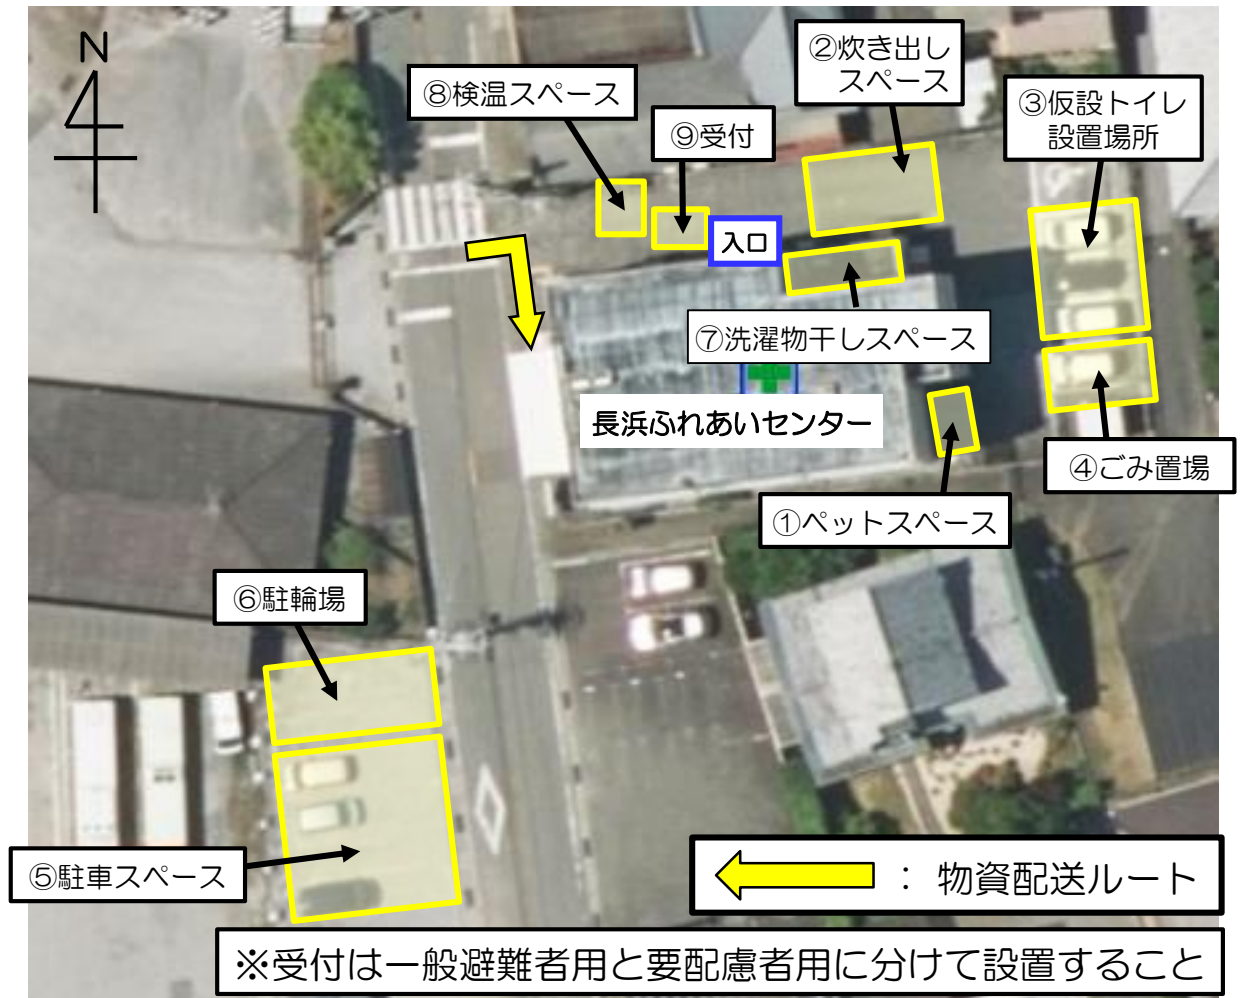 N
②炊き出し
スペース
⑧検温スペース
③仮設トイレ
設置場所
⑨受付
入口
⑦洗濯物干しスペース
長浜ふれあいセンター
④ごみ置場
①ペットスペース
⑥駐輪場
⑤駐車スペース
：物資配送ルート
※受付は一般避難者用と要配慮者用に分けて設置すること